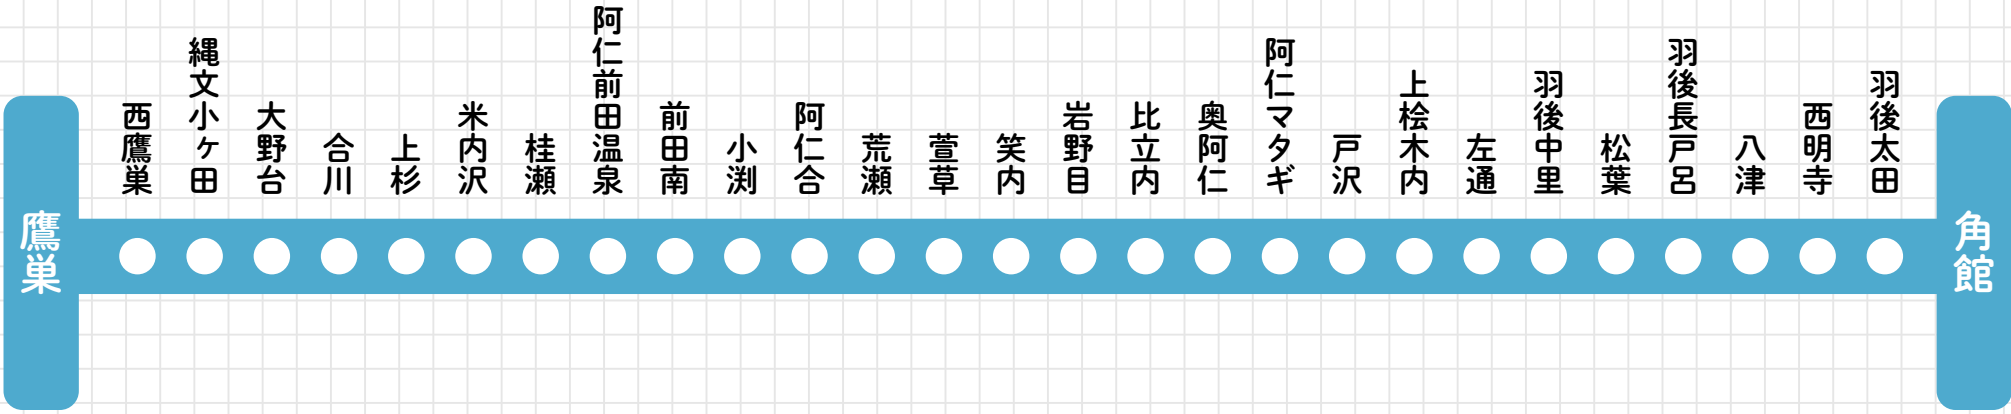 鷹巣
西鷹巣
縄文小ヶ田
大野台
合川
上杉
米内沢
桂瀬
阿仁前田温泉
前田南
小渕
阿仁合
荒瀬
萱草
笑内
岩野目
比立内
奥阿仁
阿仁マタギ
戸沢
上桧木内
左通
羽後中里
松葉
羽後長戸呂
八津
西明寺
羽後太田
角館